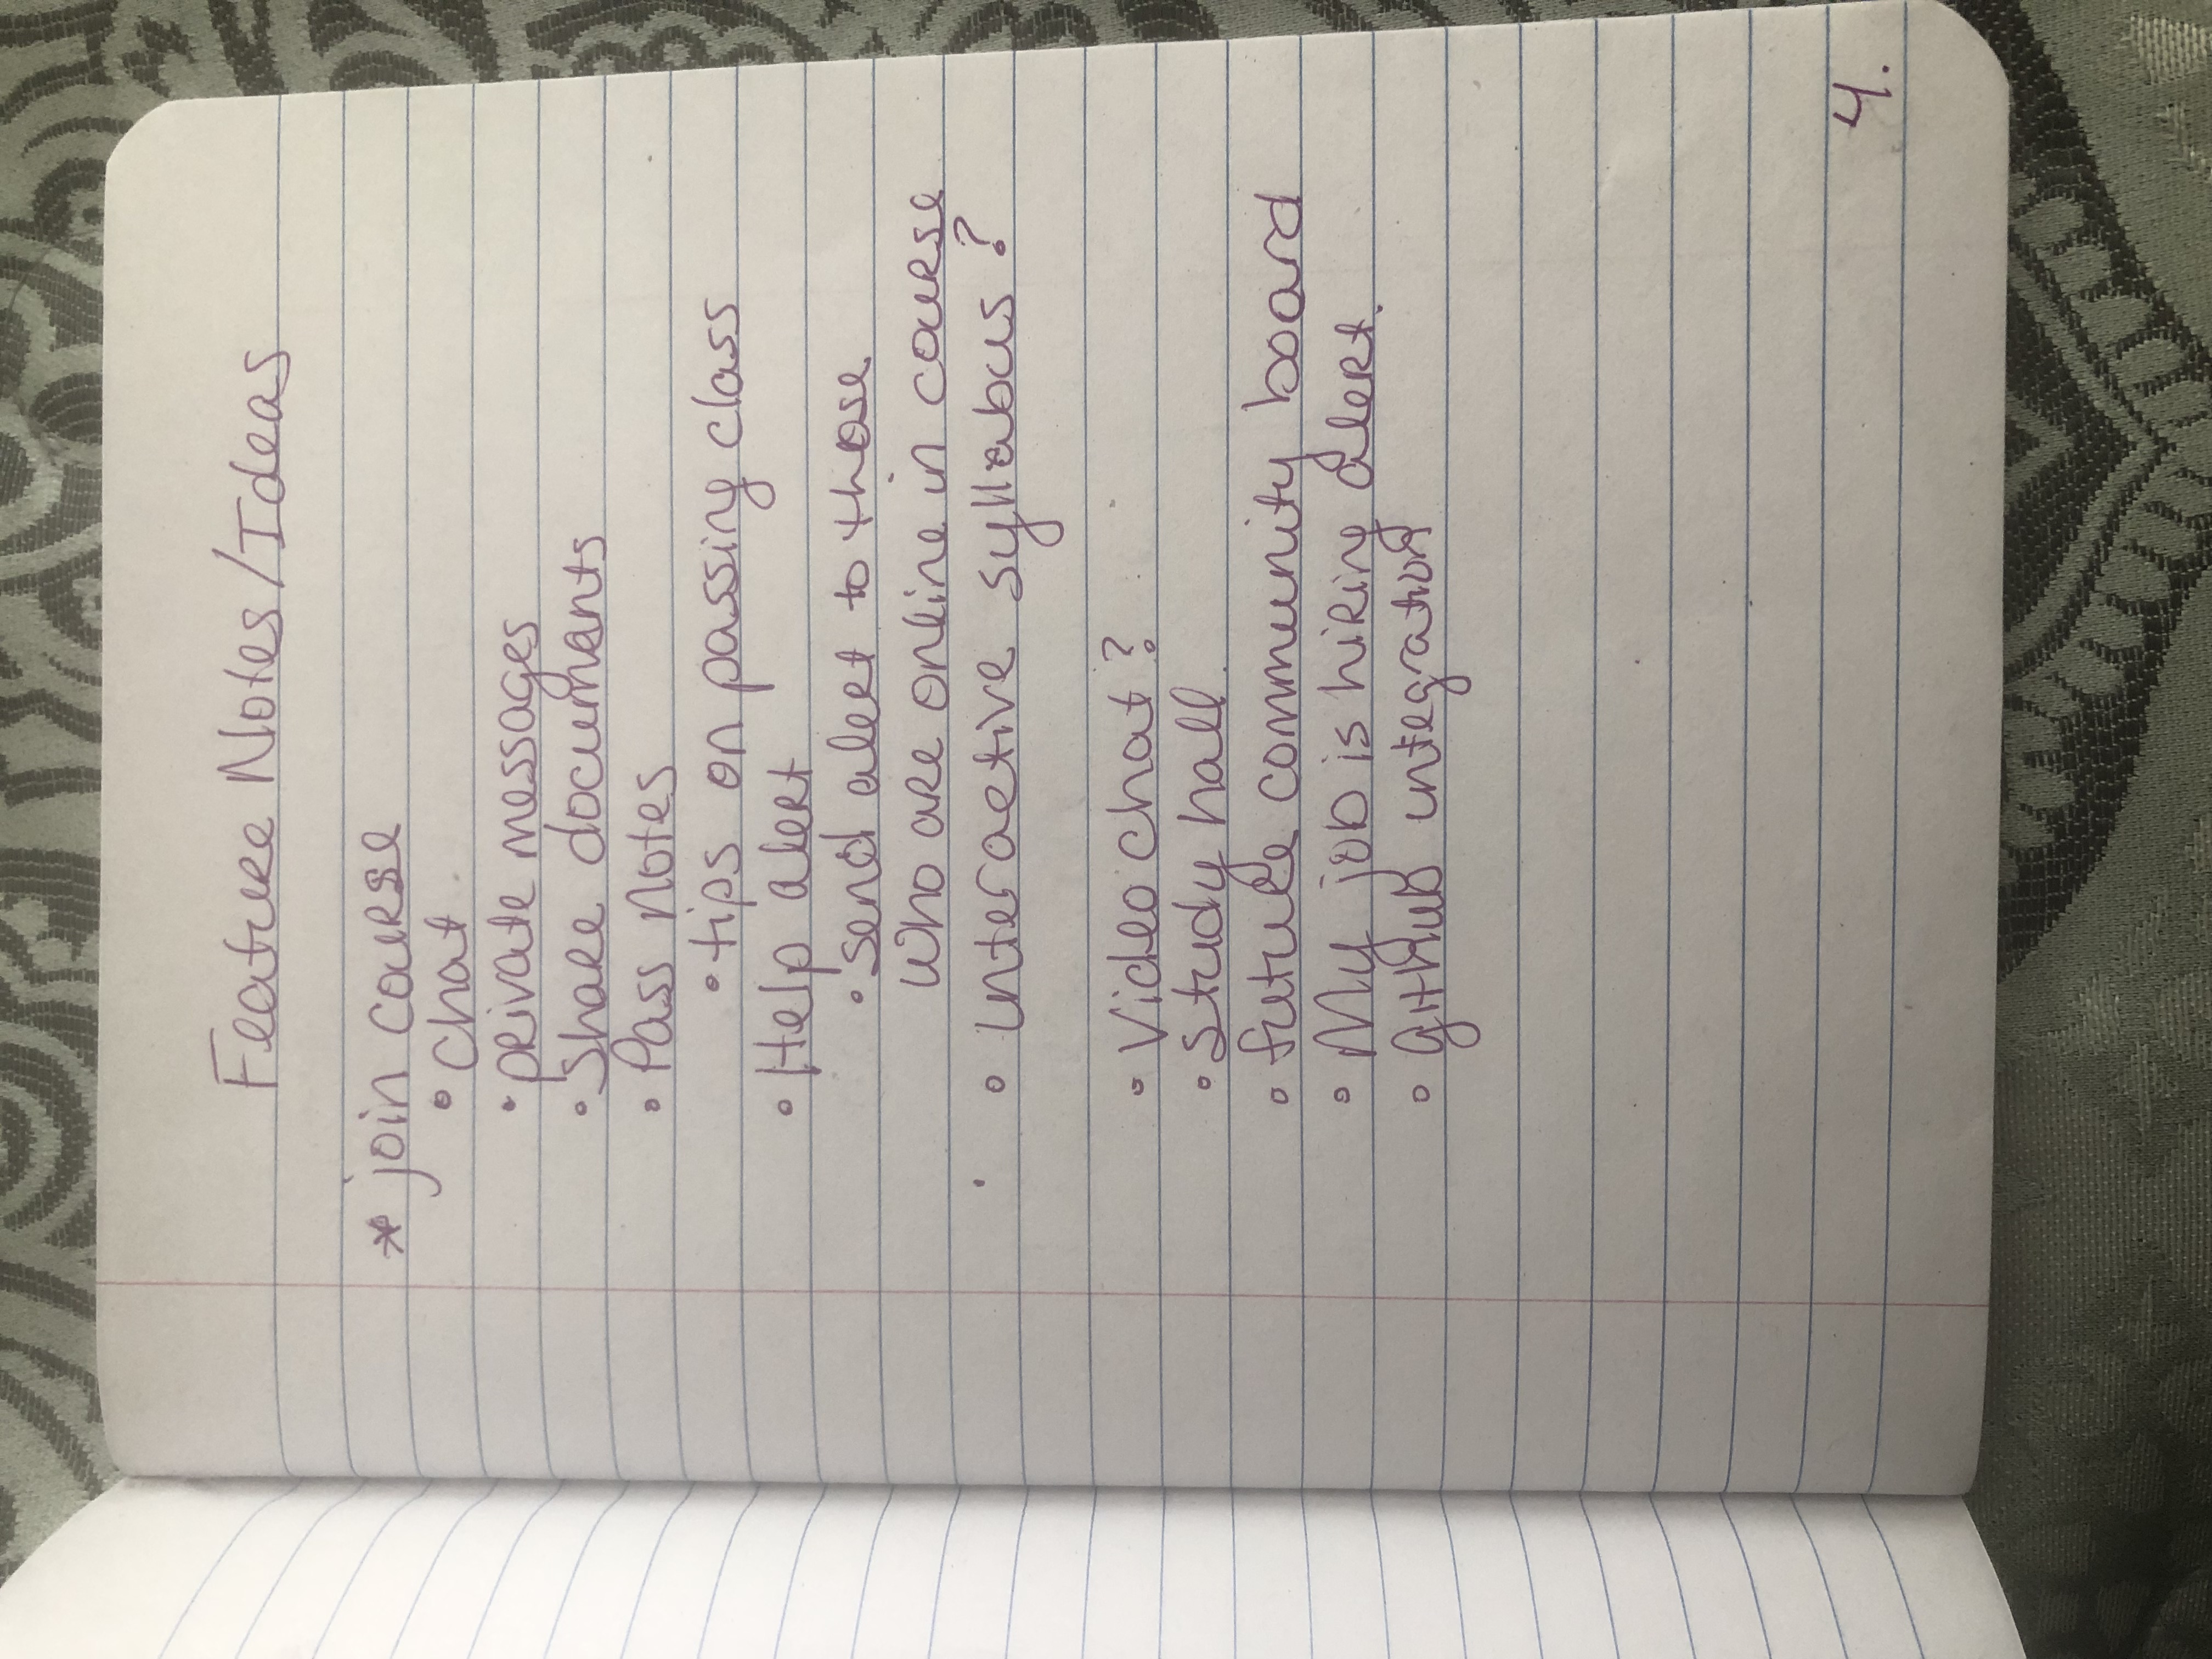 Feature Notes/Ideas
* join course
• Chat
• private messages
• Share documents
• Pass Notes
• tips on passing class
• Help alert
• send alert to those
who are online in course
• interactive syllabus?
• Video chat?
• Study hall.
• future community board
• My job is hiring alert.
• github integration
4.